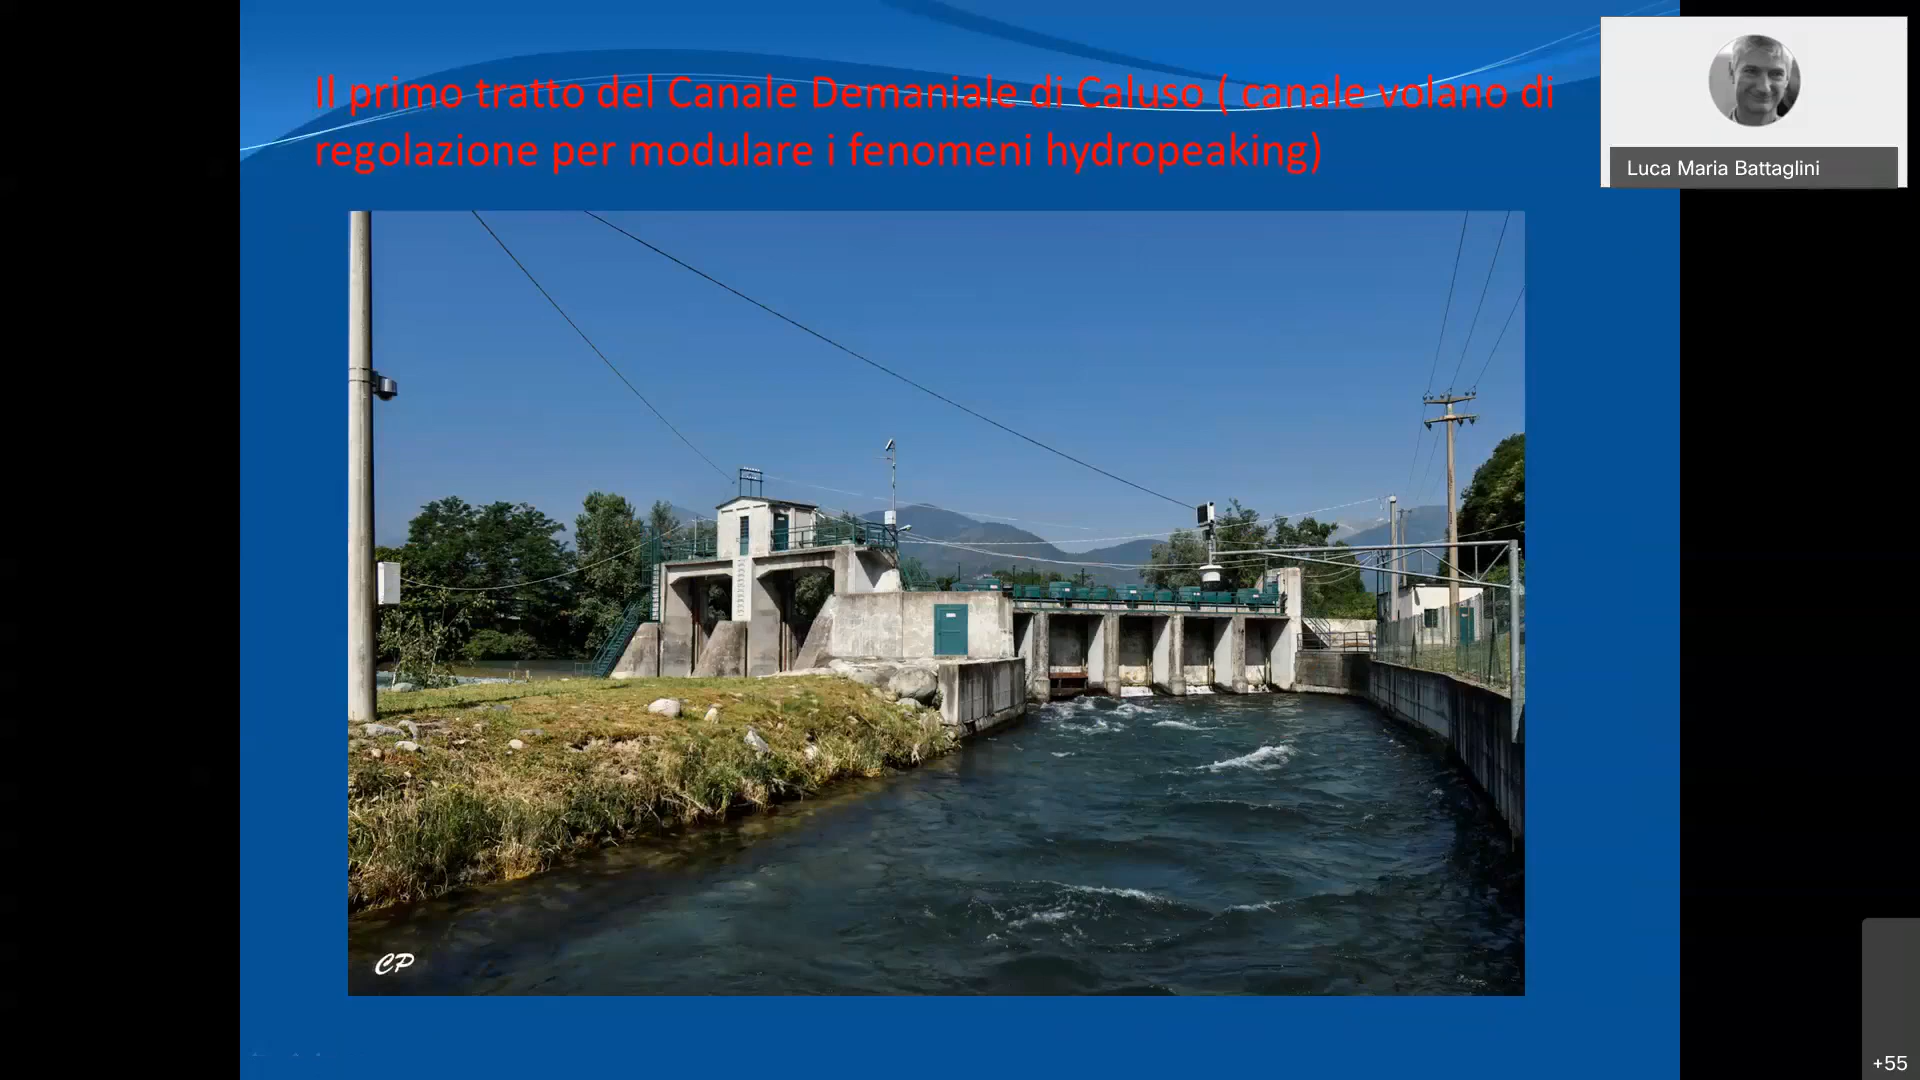 Il primo tratto del Canale Demaniale di Caluso ( canale volano di
regolazione per modulare i fenomeni hydropeaking)
Luca Maria Battaglini
CP
+55